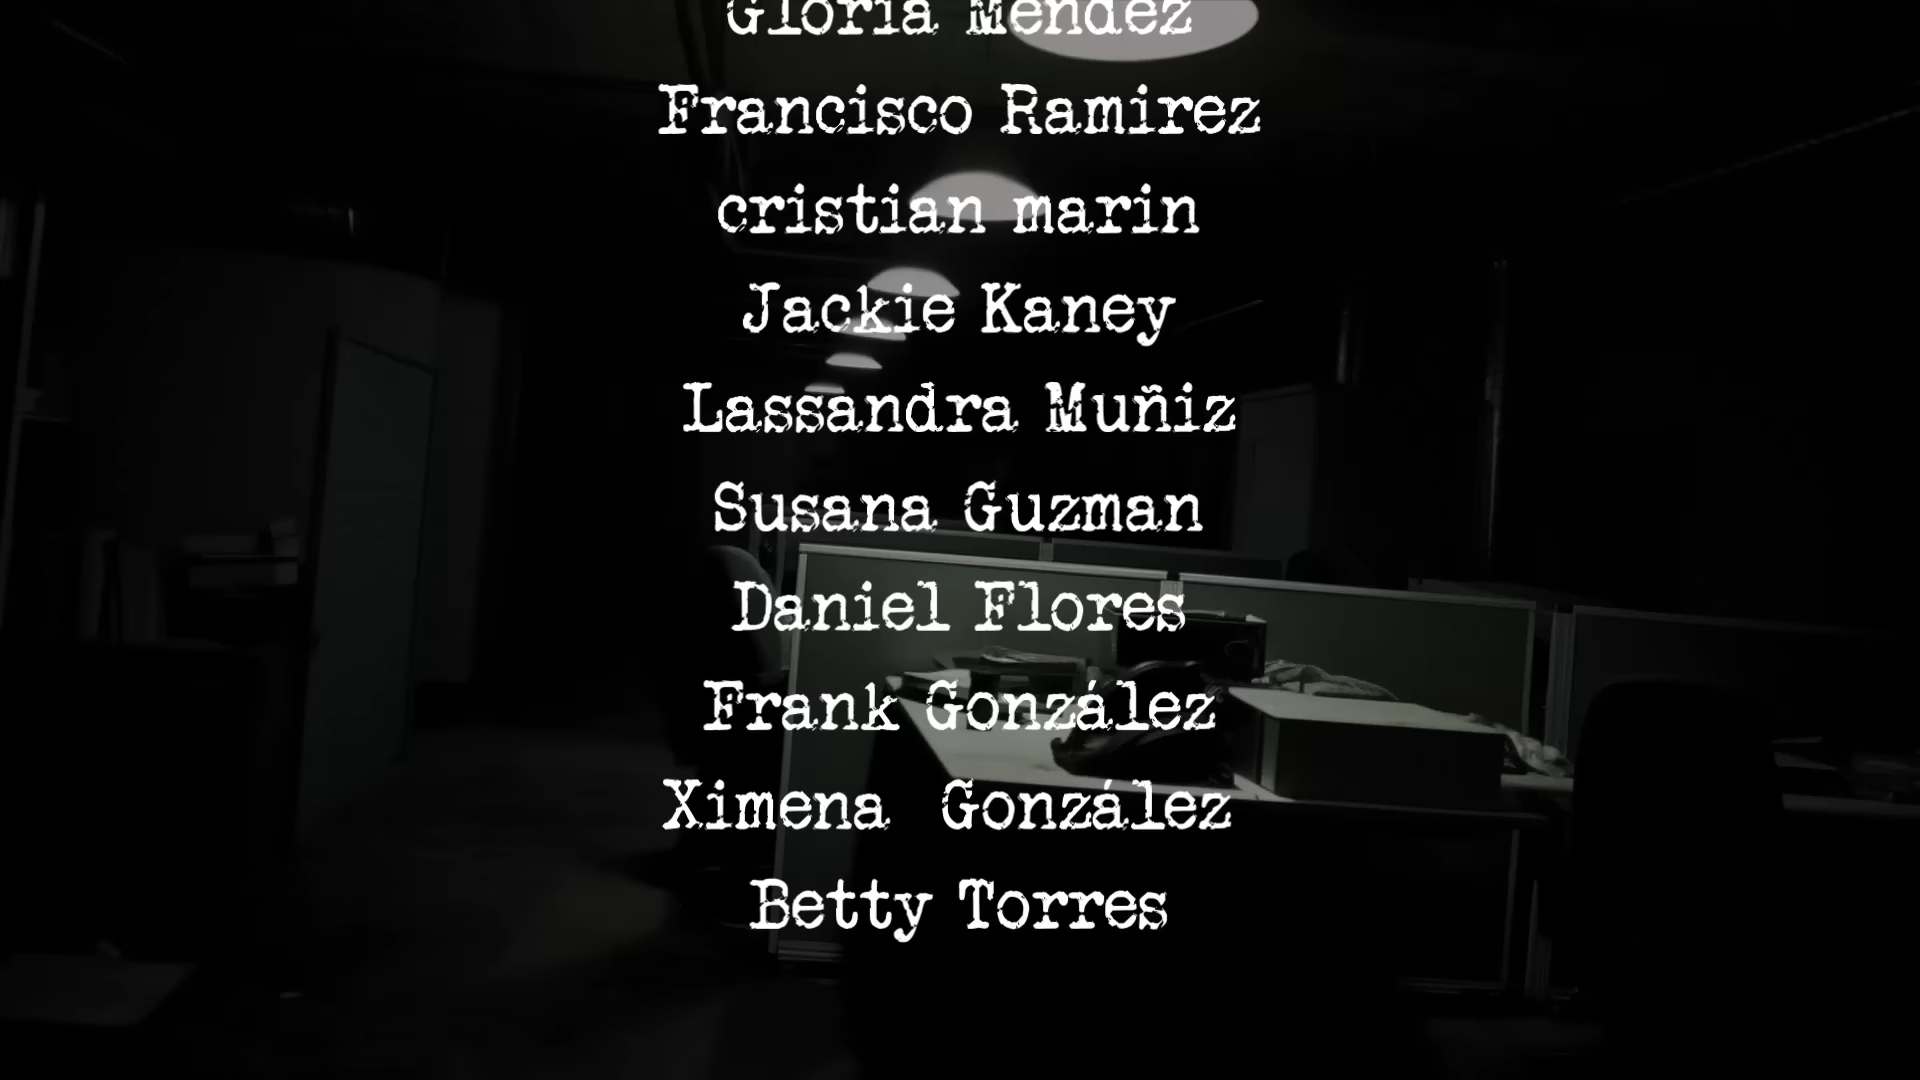 Gloria Mendez
Francisco Ramirez
cristian marin
Jackie Kaney
Lassandra Muñiz
Susana Guzman
Daniel Flores
Frank González
Ximena  González
Betty Torres